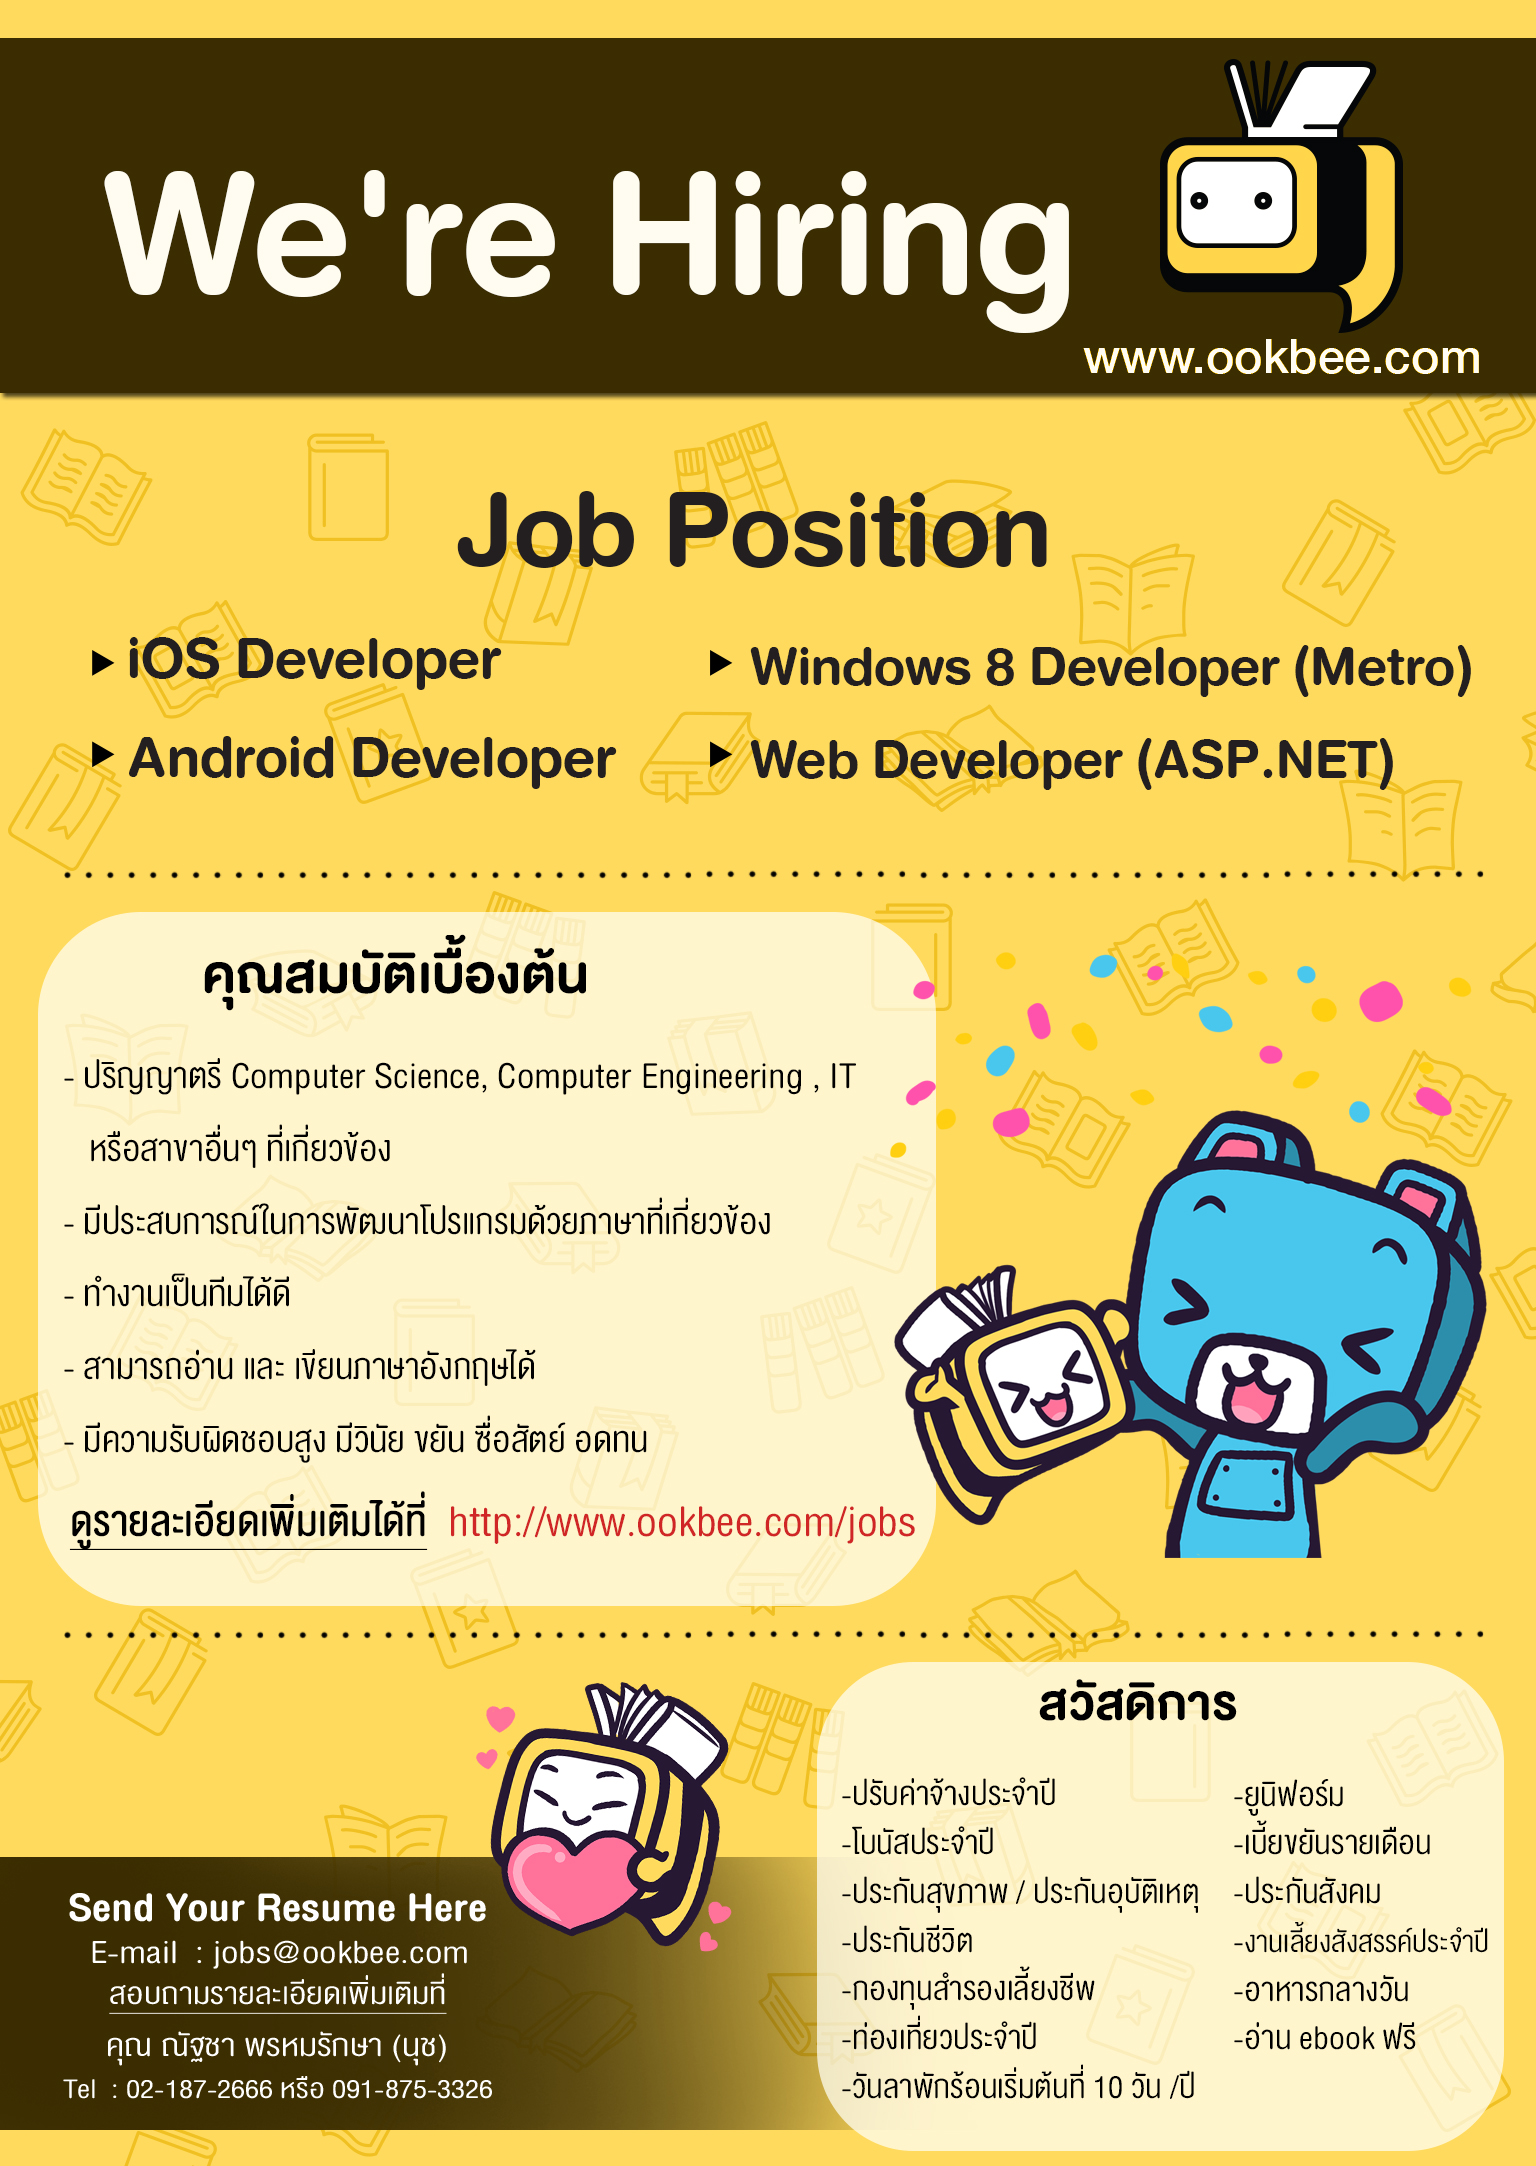 We're Hiring
www.ookbee.com
Job Position
iOS Developer
Windows 8 Developer (Metro)
Android Developer
Web Developer (ASP.NET)
คุณสมบัติเบื้องต้น
- ปริญญาตรี Computer Science, Computer Engineering , IT
หรือสาขาอื่นๆ ที่เกี่ยวข้อง
- มีประสบการณ์ในการพัฒนาโปรแกรมด้วยภาษาที่เกี่ยวข้อง
- ทำงานเป็นทีมได้ดี
- สามารถอ่าน และ เขียนภาษาอังกฤษได้
- มีความรับผิดชอบสูง มีวินัย ขยัน ซื่อสัตย์ อดทน
ดูรายละเอียดเพิ่มเติมได้ที่ http://www.ookbee.com/jobs
สวัสดิการ
-ปรับค่าจ้างประจำปี
-โบนัสประจำปี
-ประกันสุขภาพ / ประกันอุบัติเหตุ
-ประกันชีวิต
-กองทุนสำรองเลี้ยงชีพ
-ท่องเที่ยวประจำปี
-วันลาพักร้อนเริ่มต้นที่ 10 วัน /ปี
-ยูนิฟอร์ม
-เบี้ยขยันรายเดือน
-ประกันสังคม
-งานเลี้ยงสังสรรค์ประจำปี
-อาหารกลางวัน
-อ่าน ebook ฟรี
Send Your Resume Here
E-mail : jobs@ookbee.com
สอบถามรายละเอียดเพิ่มเติมที่
คุณ ณัฐชา พรหมรักษา (นุช)
Tel : 02-187-2666 หรือ 091-875-3326